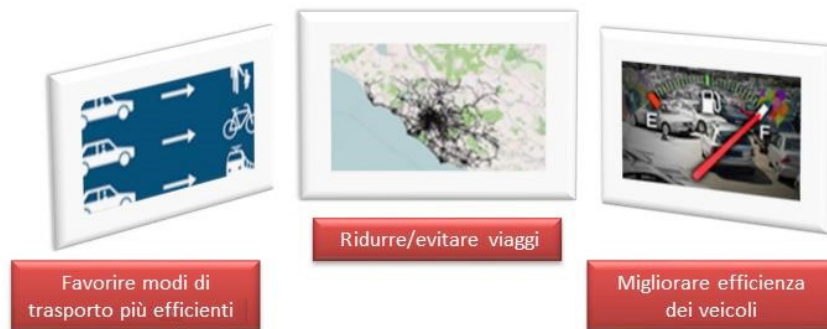 E
F
Ridurre/evitare viaggi
Favorire modi di
trasporto più efficienti
Migliorare efficienza
dei veicoli